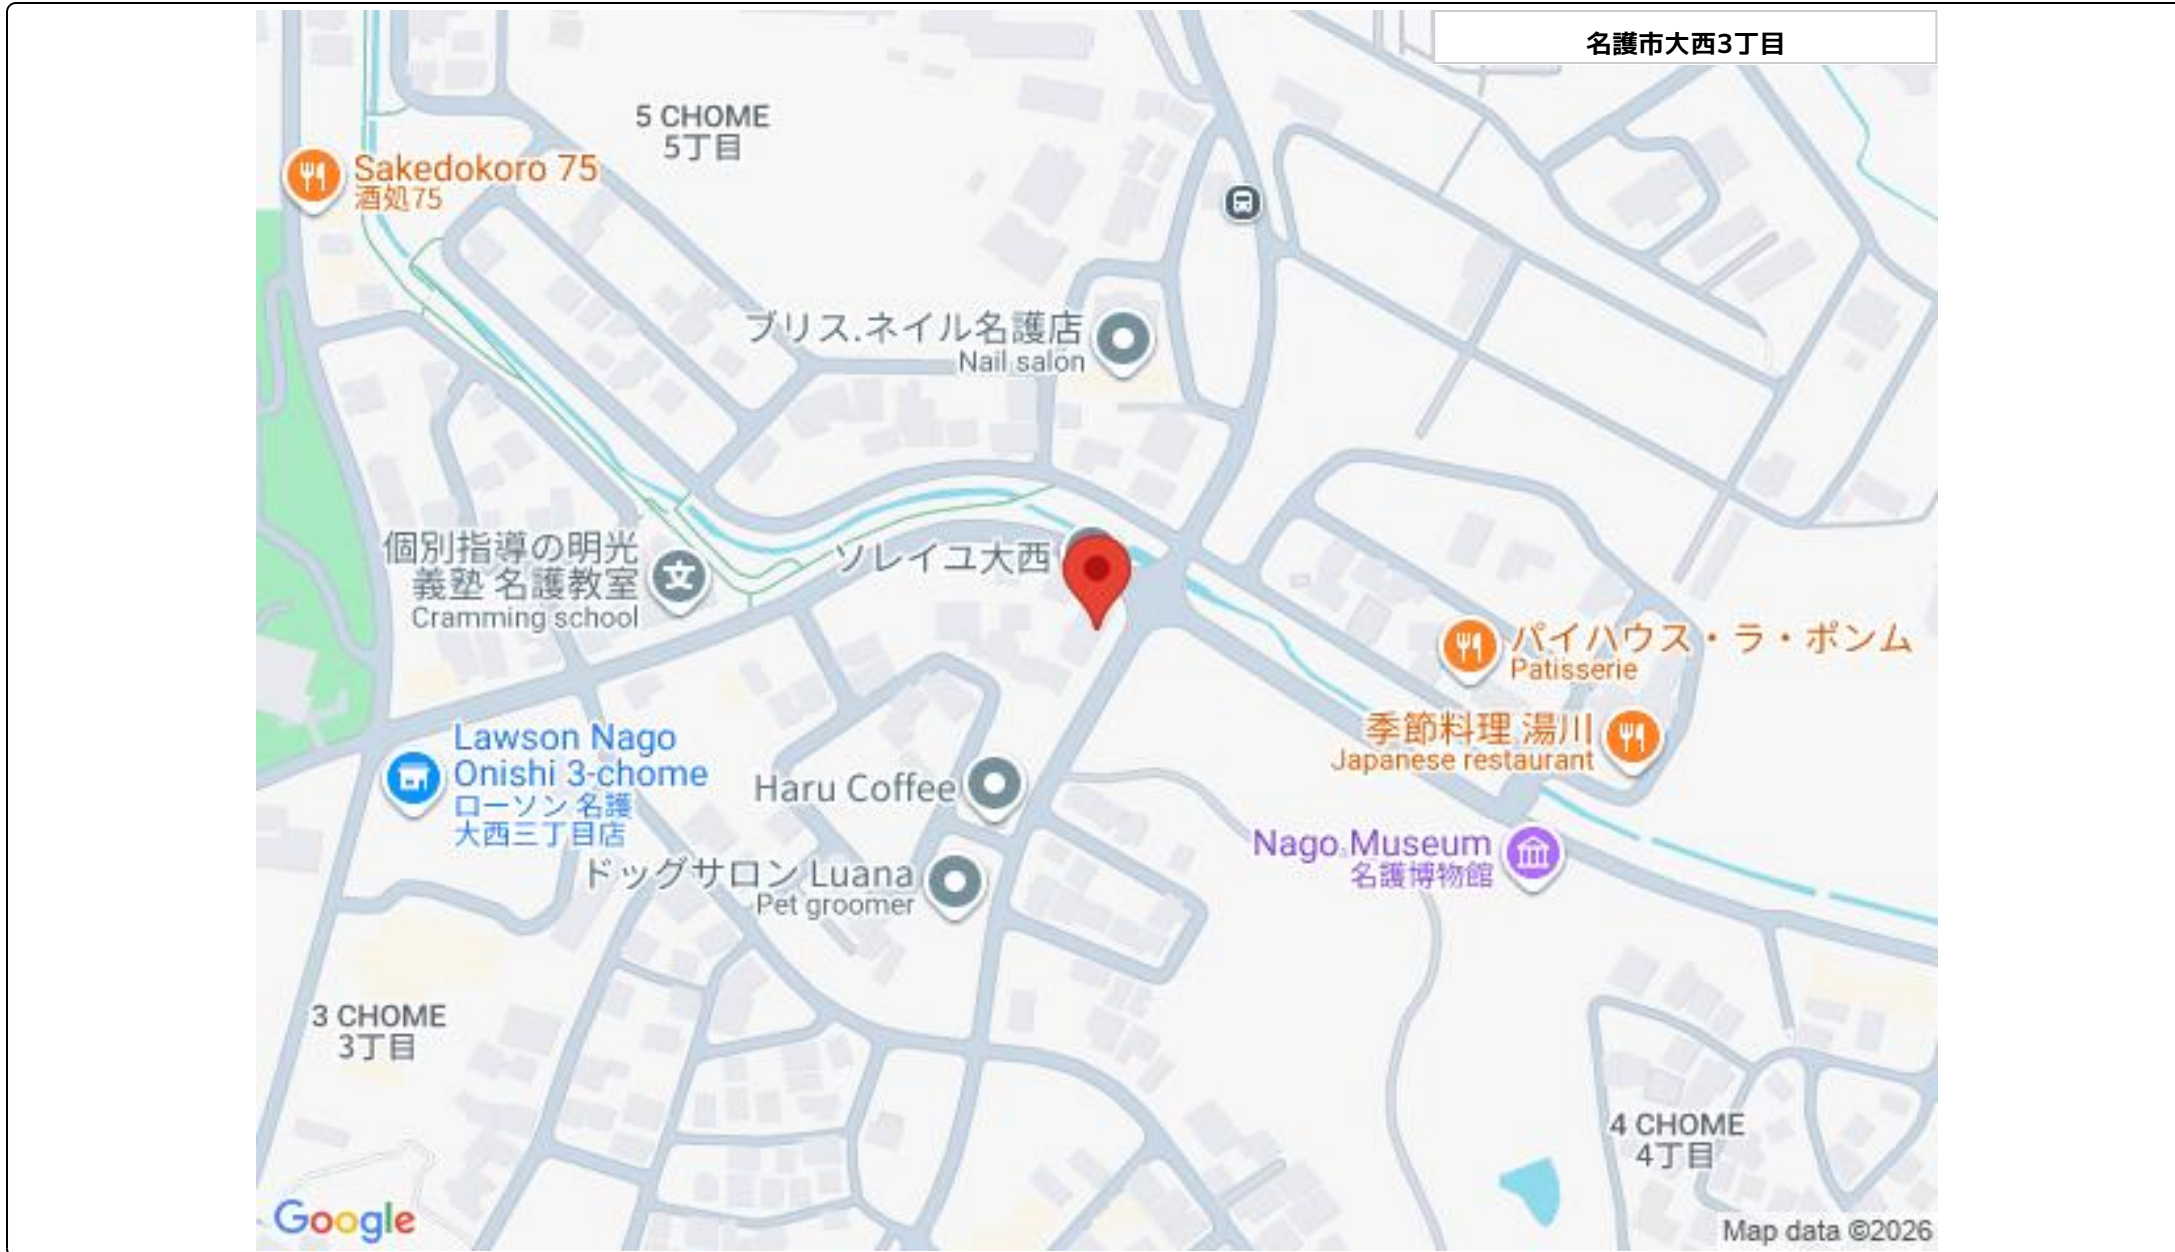 名護市大西3丁目
5 CHOME
5丁目
Sakedokoro 75
酒処75
ブリス.ネイル名護店
Nail salon
個別指導の明光
義塾 名護教室
Cramming school
ソレイユ大西
パイハウス・ラ・ポンム
Patisserie
季節料理 湯川
Japanese restaurant
Lawson Nago
Onishi 3-chome
ローソン 名護
大西三丁目店
Haru Coffee
Nago Museum
名護博物館
ドッグサロン Luana
Pet groomer
3 CHOME
3丁目
4 CHOME
4丁目
Google
Map data ©2026